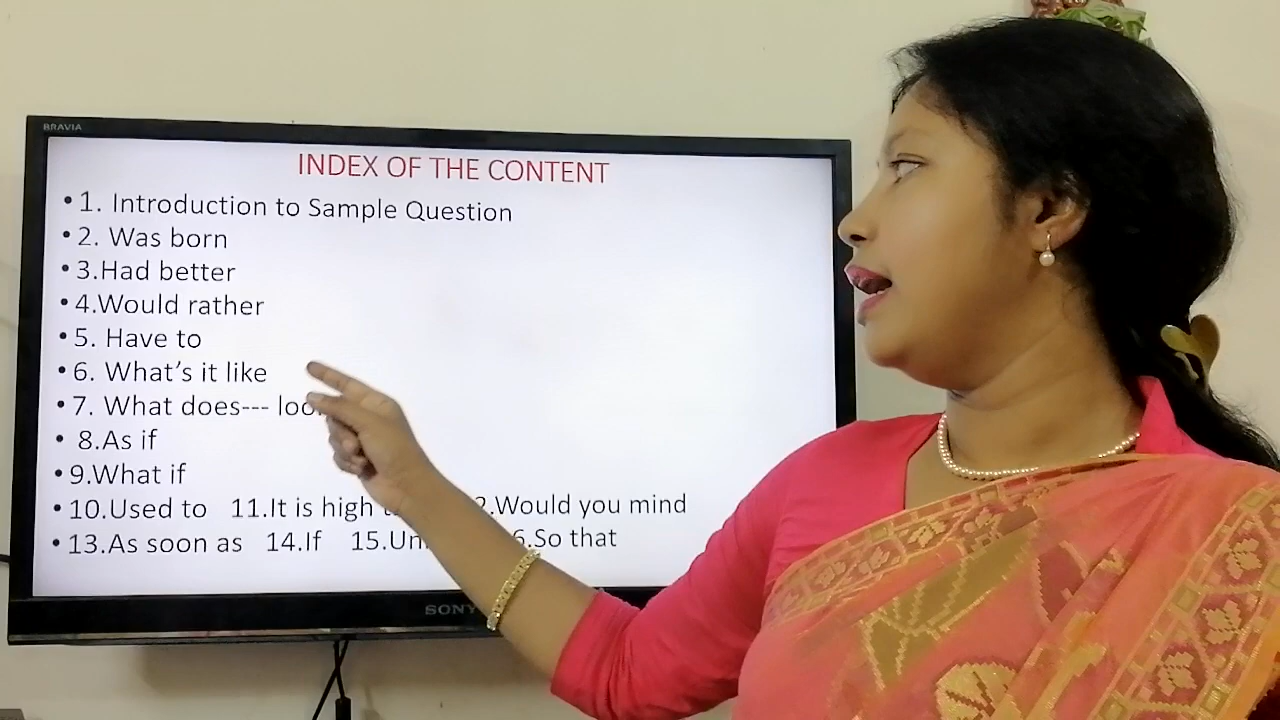 BRAVIA
INDEX OF THE CONTENT
• 1. Introduction to Sample Question
• 2. Was born
• 3.Had better
• 4.Would rather
• 5. Have to
• 6. What's it like
• 7. What does---
• 8.As if
• 9.What if
• 10.Used to 11.It is high 2.Would you mind
• 13.As soon as 14.If 15. 6.So that
SONY